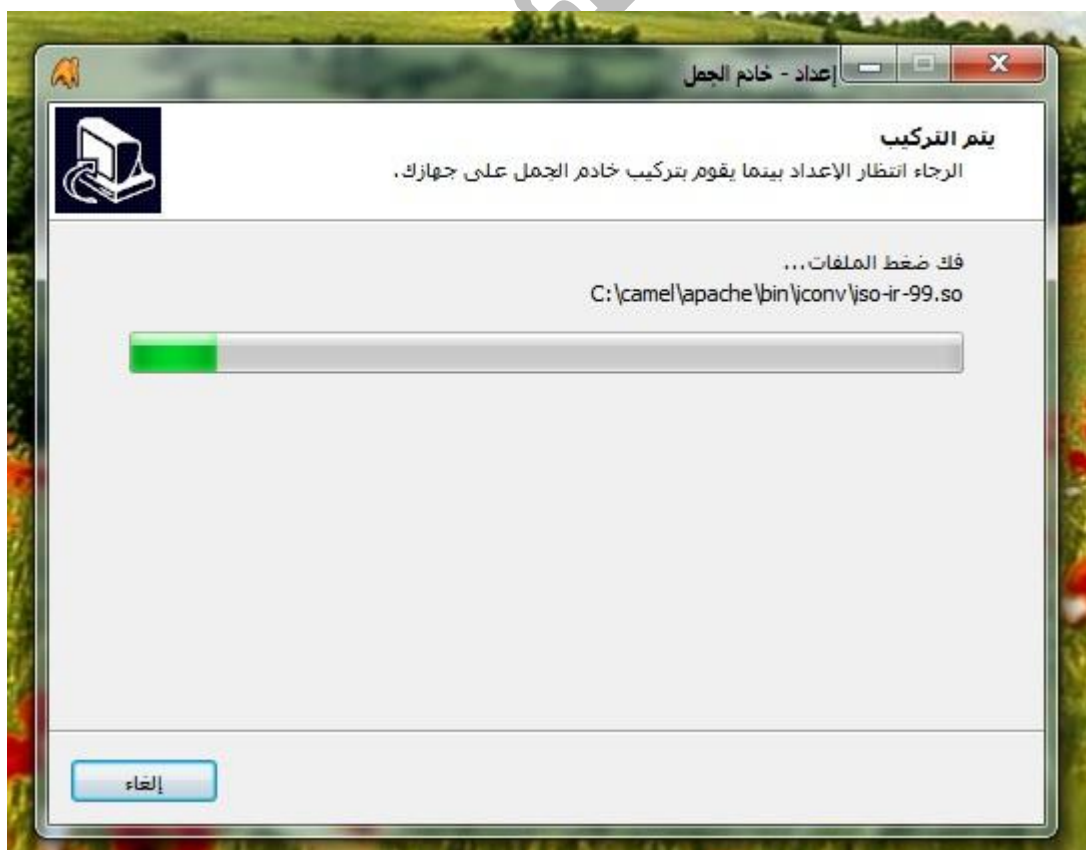 إعداد - خادم الجمل
يتم التركيب
الرجاء انتظار الإعداد بينما يقوم بتركيب خادم الجمل على جهازك.
فك ضغط الملفات...
C:\camel\apache\bin\iconv\iso-ir-99.so
إلغاء